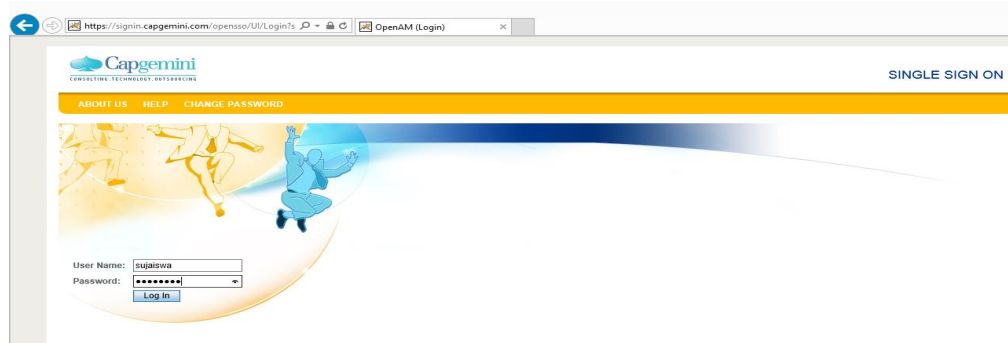 https://signin.capgemini.com/opensso/UI/Login?s
OpenAM (Login)
Capgemini
CONSULTING.TECHNOLOGY.OUTSOURCING
SINGLE SIGN ON
ABOUT US HELP CHANGE PASSWORD
User Name: sujaiswa
Password: ••••••••
Log In